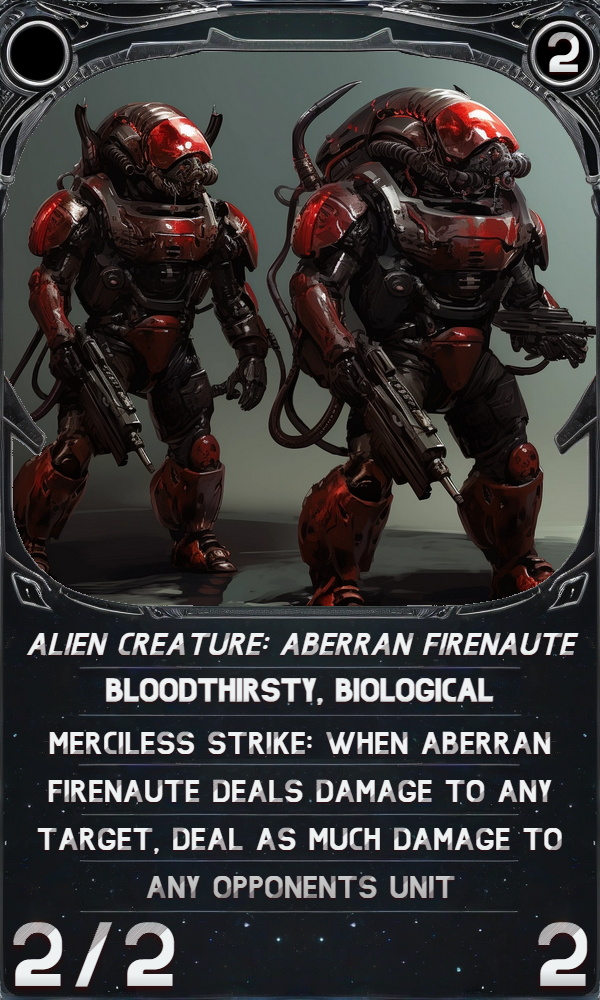 2
ALIEN CREATURE: ABERRAN FIRENAUTE
BLOODTHIRSTY, BIOLOGICAL
MERCILESS STRIKE: WHEN ABERRAN
FIRENAUTE DEALS DAMAGE TO ANY
TARGET, DEAL AS MUCH DAMAGE TO
ANY OPPONENTS UNIT
2/2 2